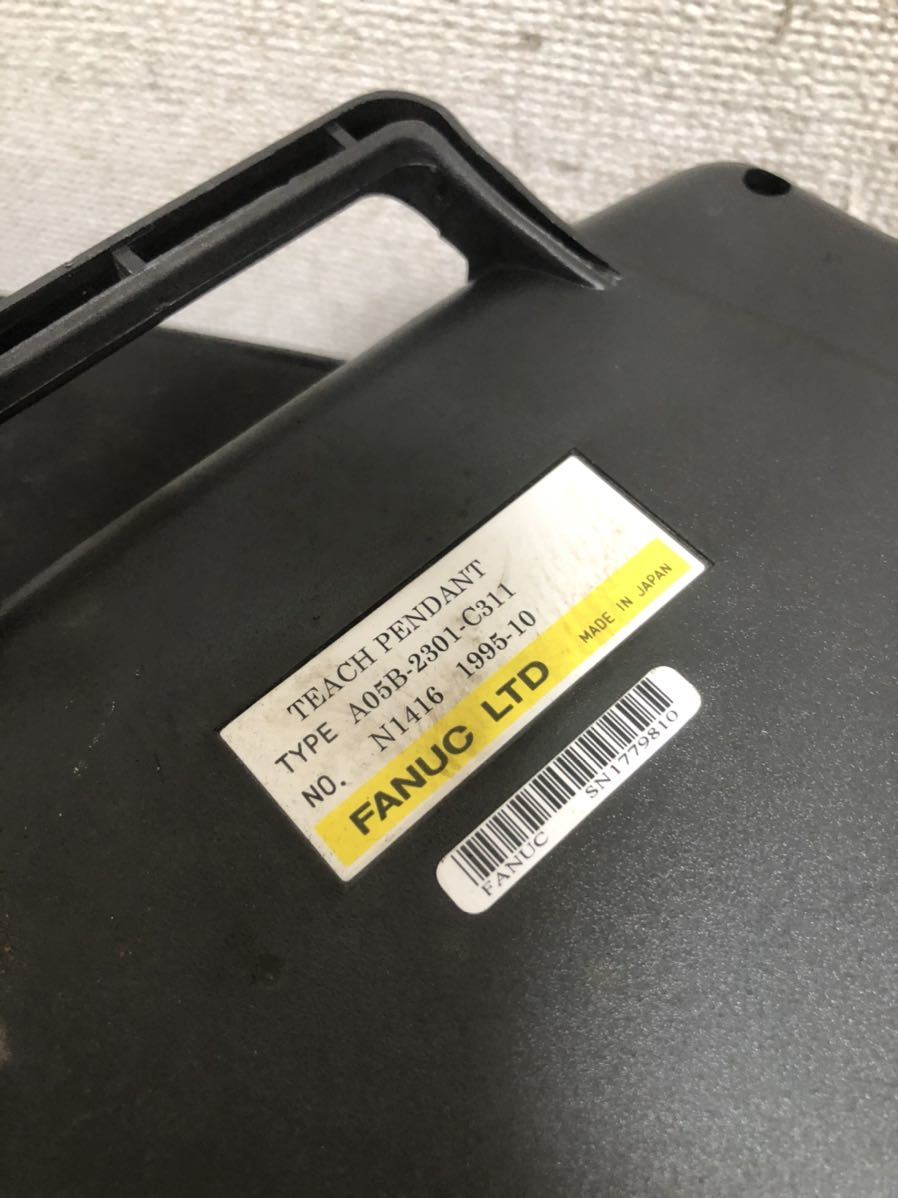 TEACH PENDANT
TYPE A05B-2301-C311
NO. N1416 1995-10
FANUC LTD MADE IN JAPAN
FANUC SN1779810